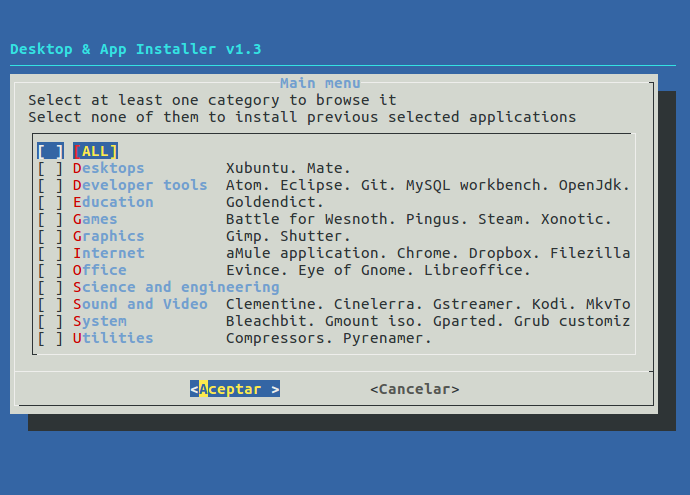 Desktop & App Installer v1.3
Main menu
Select at least one category to browse it
Select none of them to install previous selected applications
[ ] [ALL]
[ ] Desktops Xubuntu. Mate.
[ ] Developer tools Atom. Eclipse. Git. MySQL workbench. OpenJdk.
[ ] Education Goldendict.
[ ] Games Battle for Wesnoth. Pingus. Steam. Xonotic.
[ ] Graphics Gimp. Shutter.
[ ] Internet aMule application. Chrome. Dropbox. Filezilla
[ ] Office Evince. Eye of Gnome. Libreoffice.
[ ] Science and engineering
[ ] Sound and Video Clementine. Cinelerra. Gstreamer. Kodi. MkvTo
[ ] System Bleachbit. Gmount iso. Gparted. Grub customiz
[ ] Utilities Compressors. Pyrenamer.
<Aceptar > <Cancelar>